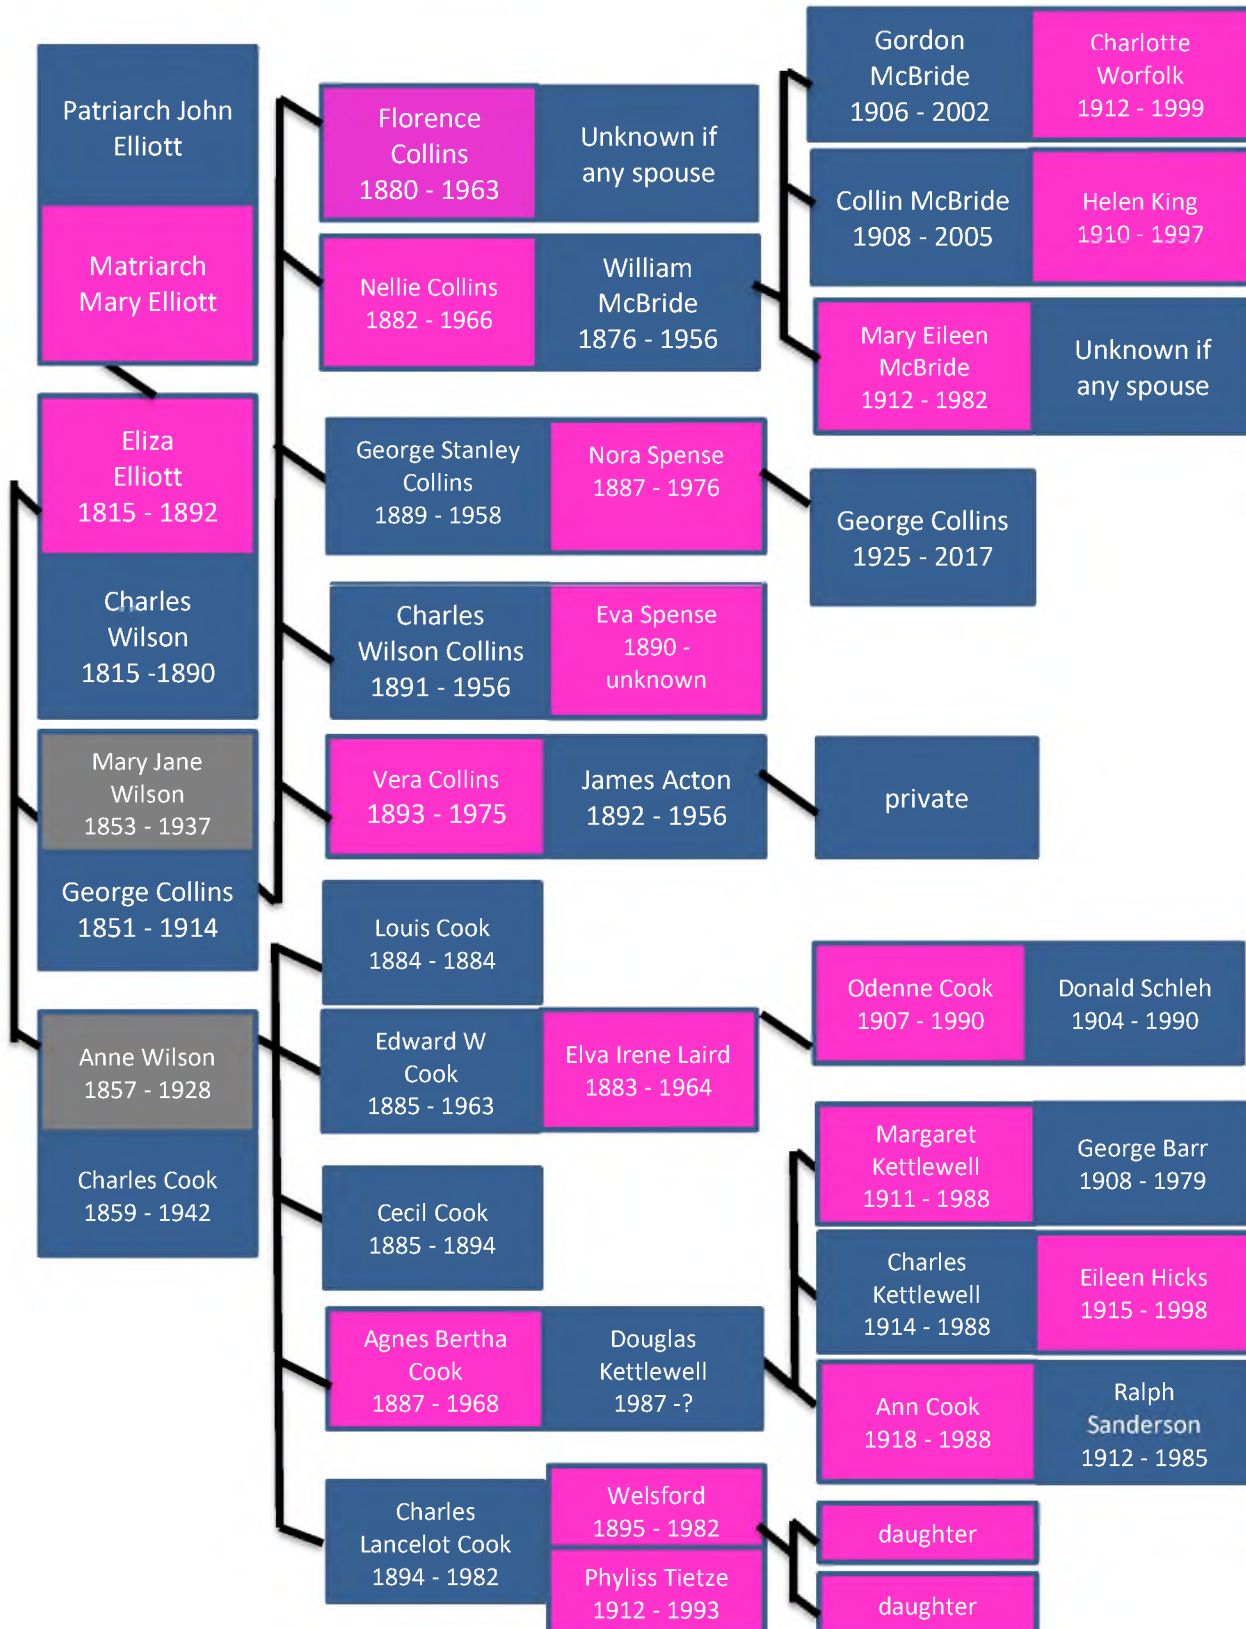 Patriarch John
Elliott
Matriarch
Mary Elliott
Eliza
Elliott
1815 - 1892
Charles
Wilson
1815 -1890
Mary Jane
Wilson
1853 - 1937
George Collins
1851 - 1914
Anne Wilson
1857 - 1928
Charles Cook
1859 - 1942
Florence
Collins
1880 - 1963
Unknown if
any spouse
Nellie Collins
1882 - 1966
William
McBride
1876 - 1956
George Stanley
Collins
1889 - 1958
Nora Spense
1887 - 1976
Charles
Wilson Collins
1891 - 1956
Eva Spense
1890 -
unknown
Vera Collins
1893 - 1975
James Acton
1892 - 1956
Louis Cook
1884 - 1884
Edward W
Cook
1885 - 1963
Elva Irene Laird
1883 - 1964
Cecil Cook
1885 - 1894
Agnes Bertha
Cook
1887 - 1968
Douglas
Kettlewell
1987 -?
Charles
Lancelot Cook
1894 - 1982
Welsford
1895 - 1982
Phyliss Tietze
1912 - 1993
Gordon
McBride
1906 - 2002
Charlotte
Worfolk
1912 - 1999
Collin McBride
1908 - 2005
Helen King
1910 - 1997
Mary Eileen
McBride
1912 - 1982
Unknown if
any spouse
George Collins
1925 - 2017
private
Odenne Cook
1907 - 1990
Donald Schleh
1904 - 1990
Margaret
Kettlewell
1911 - 1988
George Barr
1908 - 1979
Charles
Kettlewell
1914 - 1988
Eileen Hicks
1915 - 1998
Ann Cook
1918 - 1988
Ralph
Sanderson
1912 - 1985
daughter
daughter